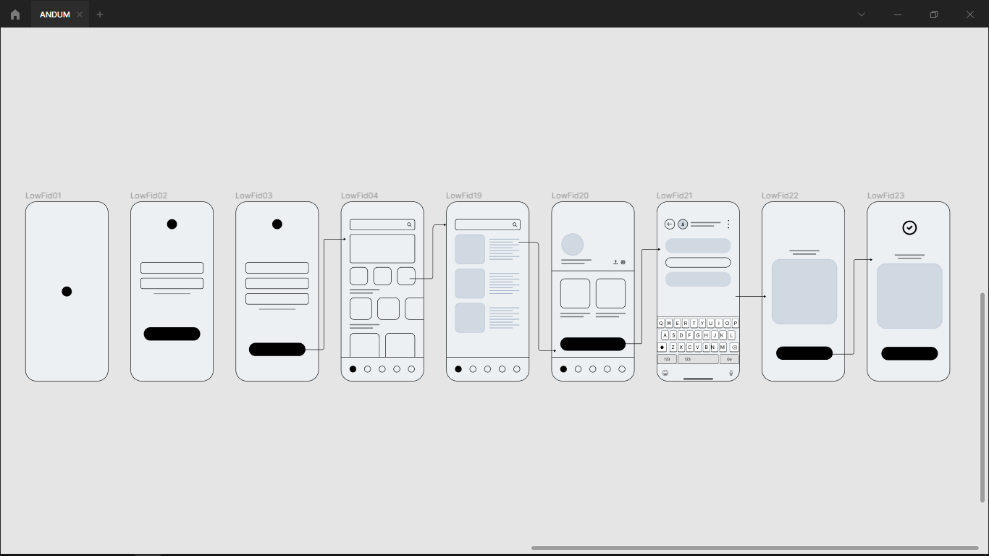 ANDUM
LowFid01
LowFid02
LowFid03
LowFid04
LowFid19
LowFid20
LowFid21
LowFid22
LowFid23
Q W E R T Y U I O P
A S D F G H J K L
Z X C V B N M